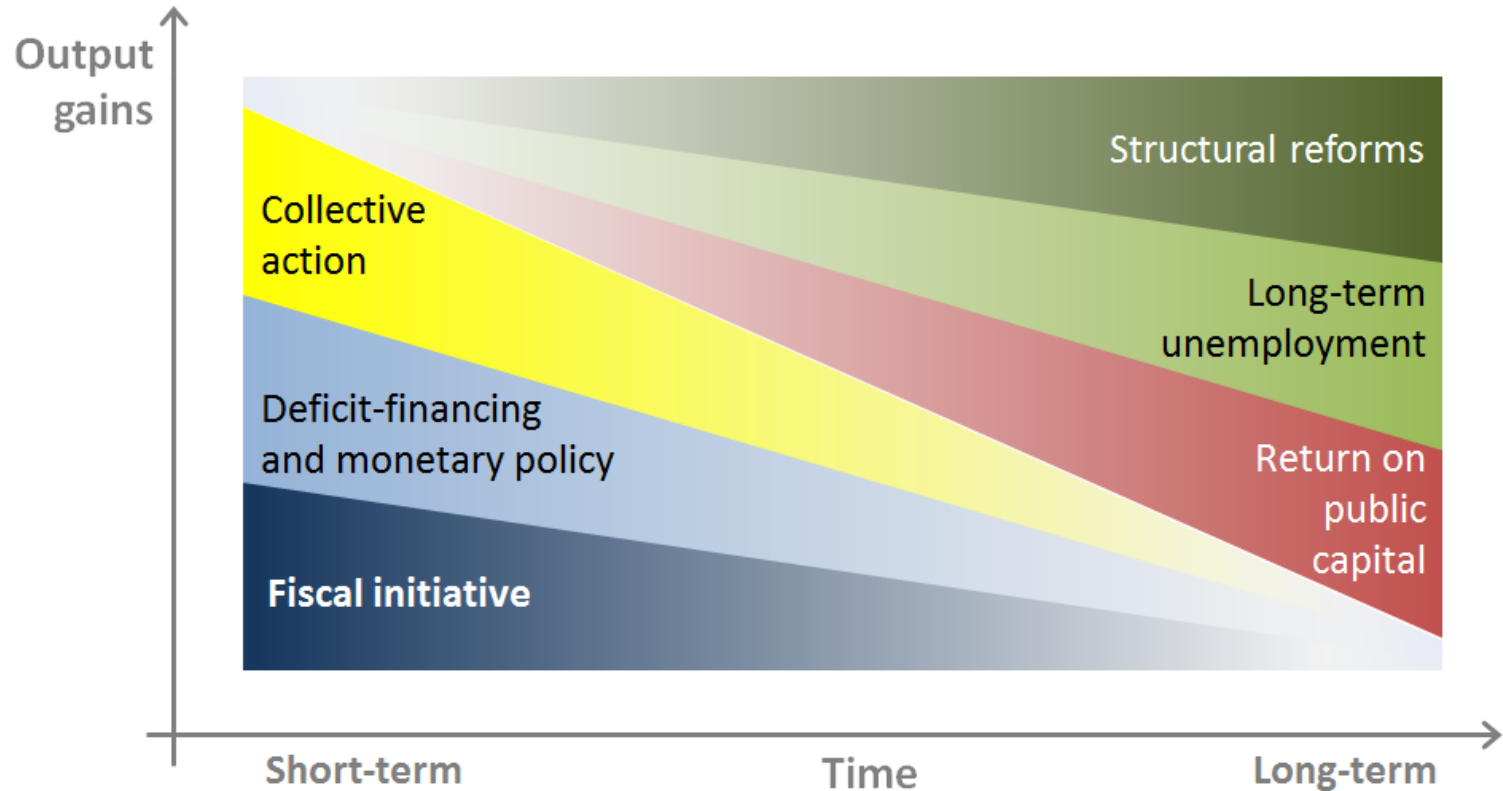 Output
gains
Structural reforms
Collective
action
Long-term
unemployment
Deficit-financing
and monetary policy
Return on
public
capital
Fiscal initiative
Short-term
Time
Long-term